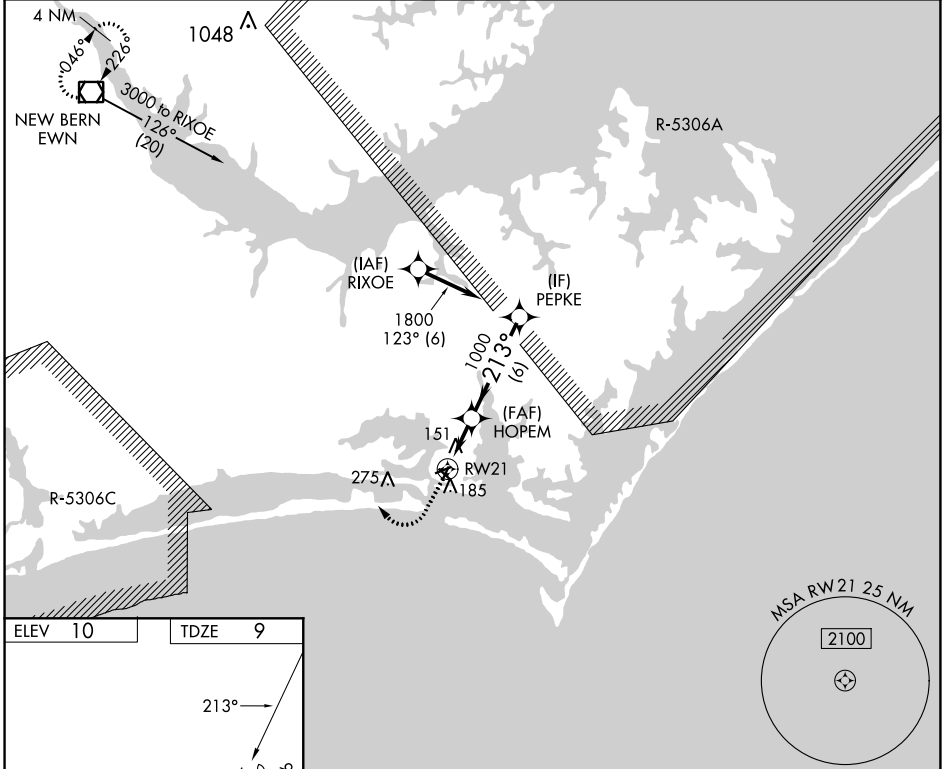 4 NM
046°
226°
1048
NEW BERN
EWN
3000 to RIXOE
126°
(20)
R-5306A
(IAF)
RIXOE
(IF)
PEPKE
1800
123° (6)
1000
213°
(6)
(FAF)
HOPEM
151
RW21
275
185
R-5306C
MSA RW21 25 NM
2100
ELEV 10
TDZE 9
213°